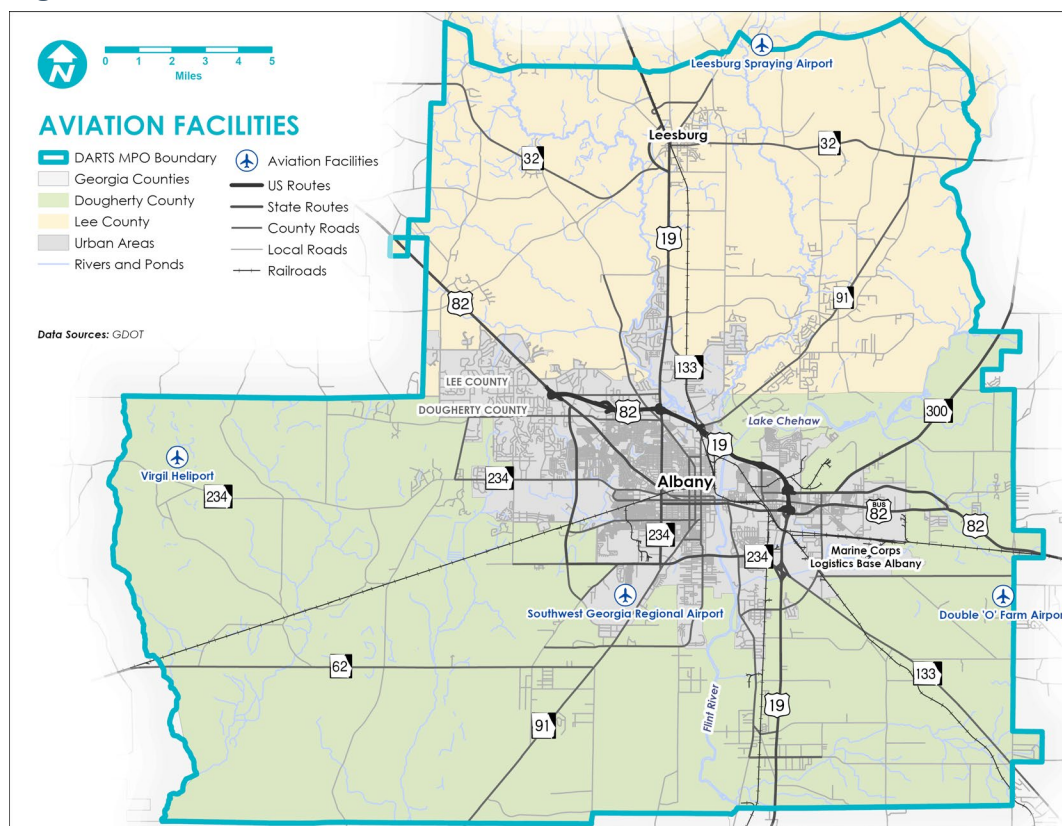 N
0 1 2 3 4 5
Miles
AVIATION FACILITIES
DARTS MPO Boundary
Georgia Counties
Dougherty County
Lee County
Urban Areas
Rivers and Ponds
Aviation Facilities
US Routes
State Routes
County Roads
Local Roads
Railroads
Data Sources: GDOT
Leesburg Spraying Airport
Leesburg
32
32
19
82
91
133
LEE COUNTY
DOUGHERTY COUNTY
82
300
Lake Chehaw
19
Virgil Heliport
234
234
Albany
BUS
82
82
234
234
Marine Corps
Logistics Base Albany
Southwest Georgia Regional Airport
Double 'O' Farm Airport
62
133
Flint River
19
91